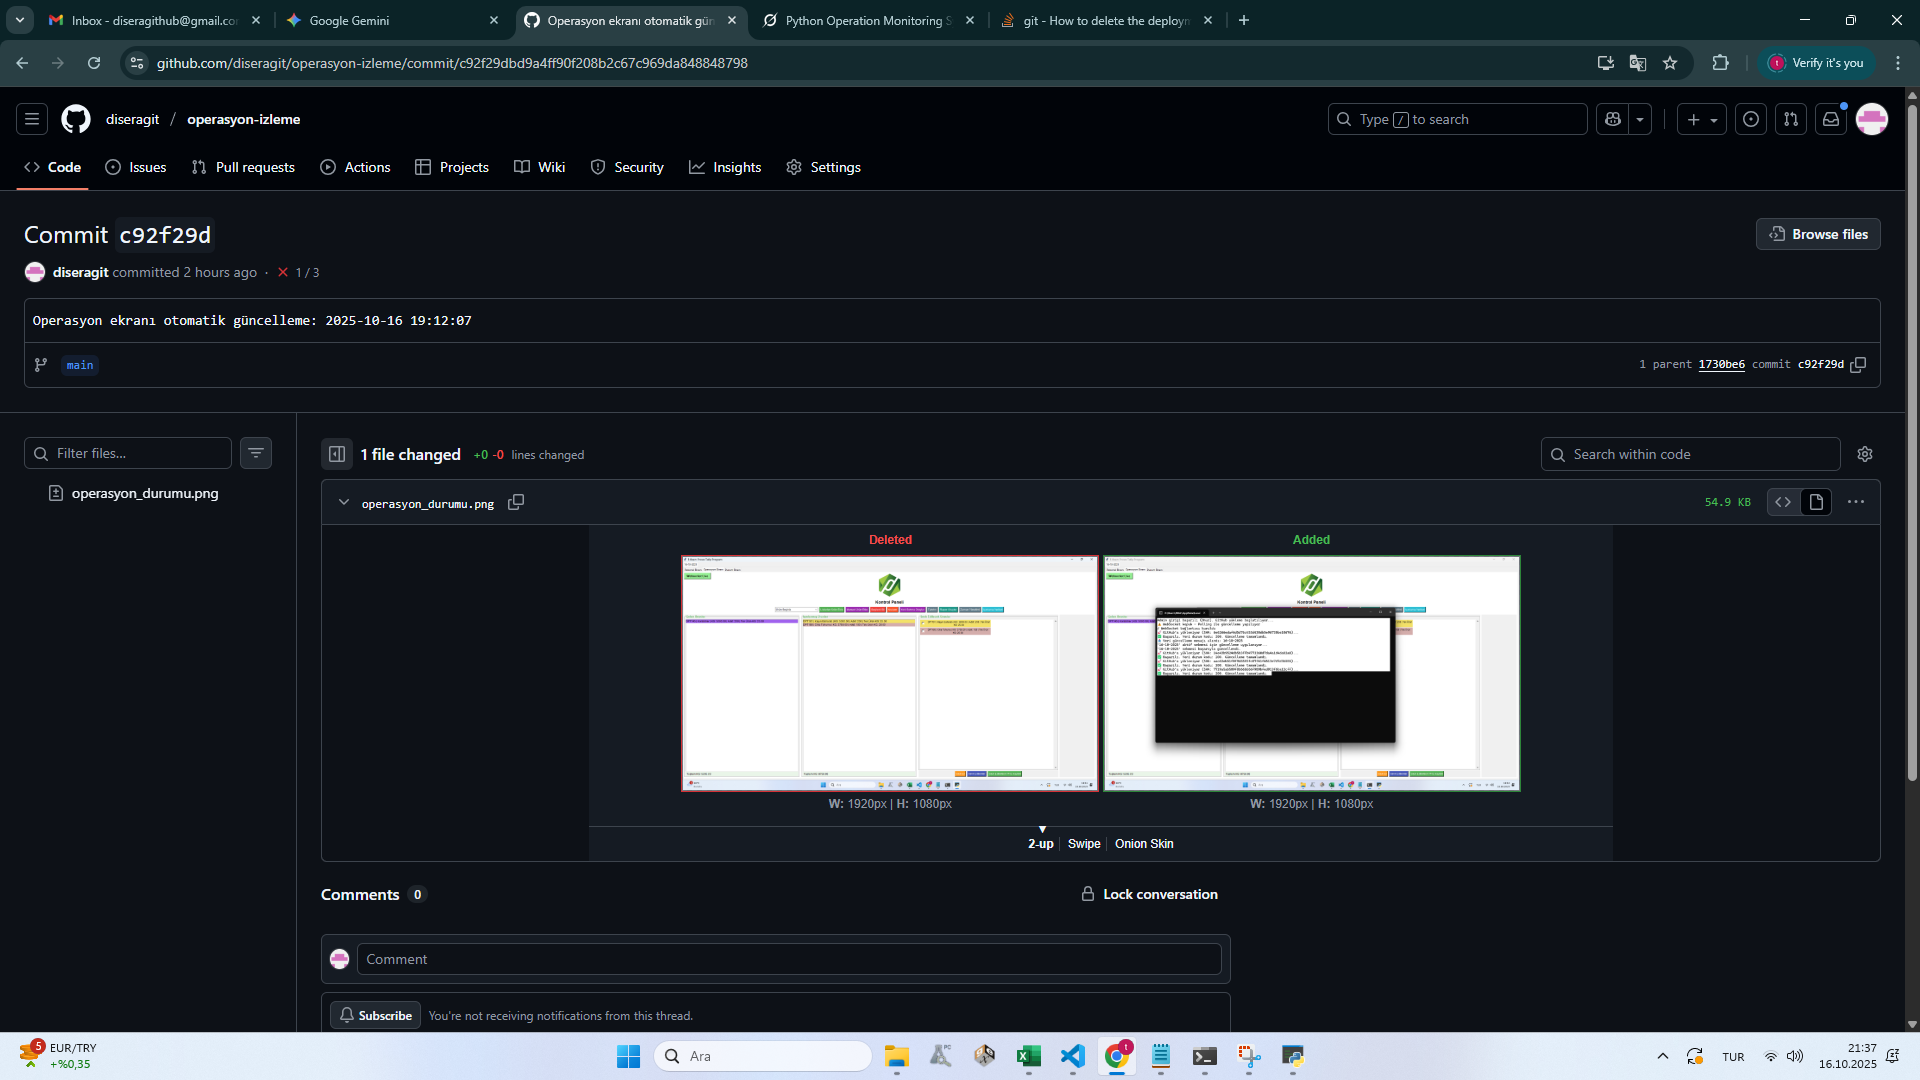 Inbox - diseragithub@gmail.co
Google Gemini
Operasyon ekranı otomatik gün
Python Operation Monitoring S
git - How to delete the deploym
github.com/diseragit/operasyon-izleme/commit/c92f29dbd9a4ff90f208b2c67c969da848848798
Verify it's you
diseragit / operasyon-izleme
Type / to search
Code
Issues
Pull requests
Actions
Projects
Wiki
Security
Insights
Settings
Commit c92f29d
Browse files
diseragit committed 2 hours ago · 1 / 3
Operasyon ekranı otomatik güncelleme: 2025-10-16 19:12:07
main
1 parent 1730be6 commit c92f29d
Filter files...
1 file changed +0 -0 lines changed
Search within code
operasyon_durumu.png
operasyon_durumu.png
54.9 KB
Deleted
Added
Kontrol Paneli
Kontrol Paneli
W: 1920px | H: 1080px
W: 1920px | H: 1080px
2-up
Swipe
Onion Skin
Comments 0
Lock conversation
Comment
Subscribe
You're not receiving notifications from this thread.
5
EUR/TRY
+%0,35
Ara
PC
t
TUR
21:37
16.10.2025